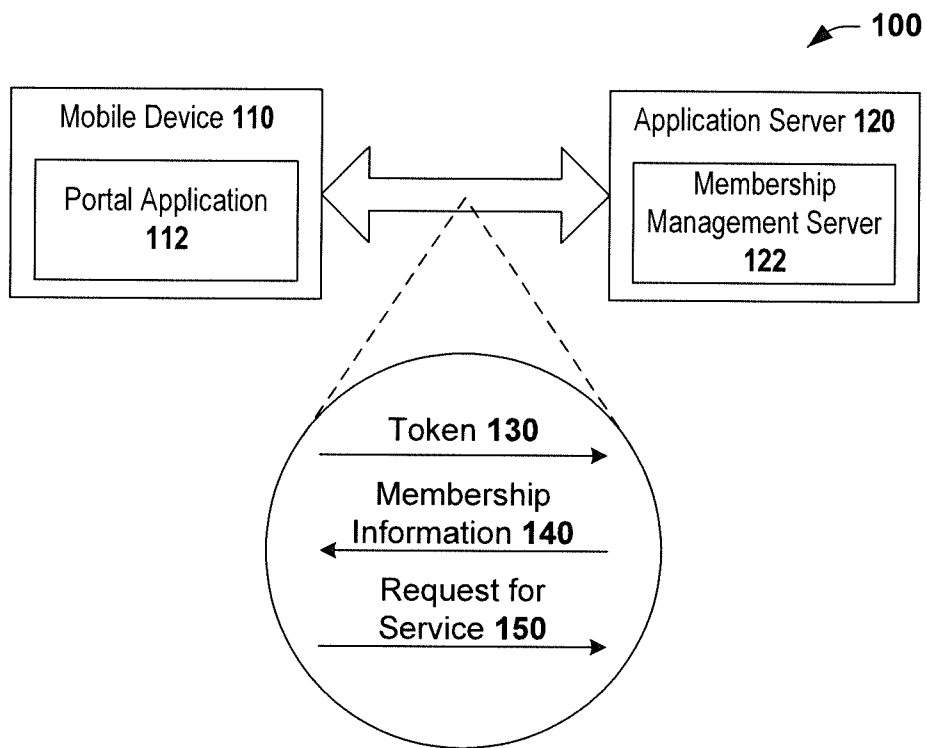 100
Mobile Device 110
Portal Application
112
Application Server 120
Membership
Management Server
122
Token 130
Membership
Information 140
Request for
Service 150